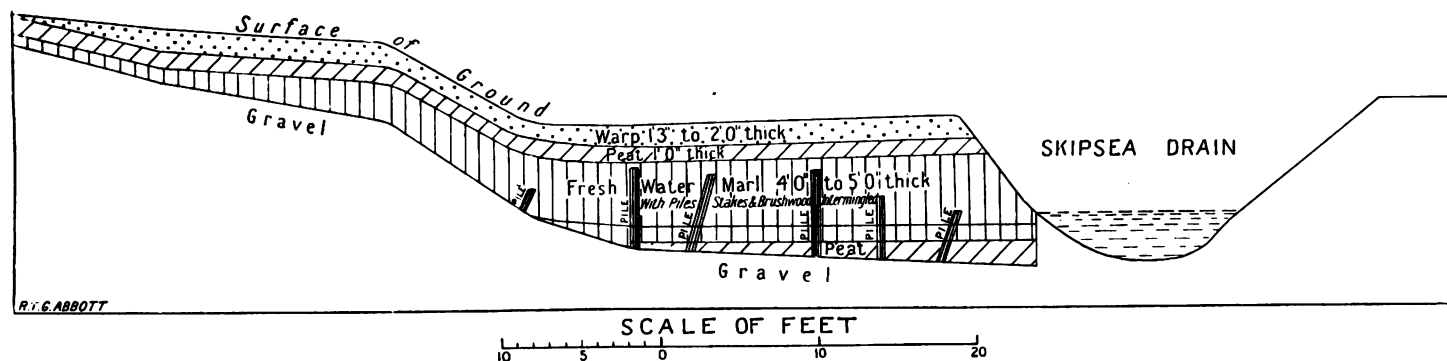 Surface of Ground
Gravel
Warp 1'3" to 2'0" thick
Peat 1'0" thick
SKIPSEA DRAIN
Fresh Water Marl 4'0" to 5'0" thick
With Piles Stakes & Brushwood Intermingled
PILE
PILE
PILE
PILE
PILE
PILE
Peat
Gravel
R.T.G. ABBOTT
SCALE OF FEET
10 5 0 10 20